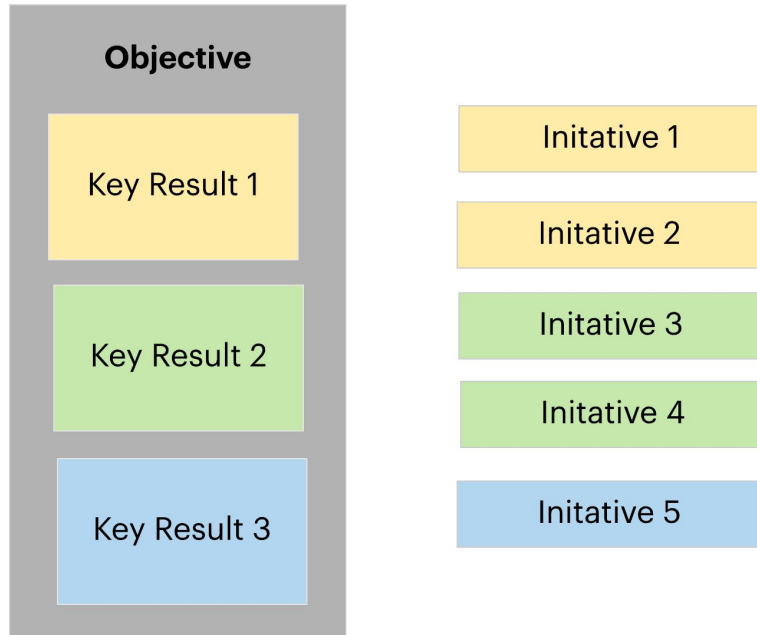 Objective
Key Result 1
Key Result 2
Key Result 3
Initative 1
Initative 2
Initative 3
Initative 4
Initative 5